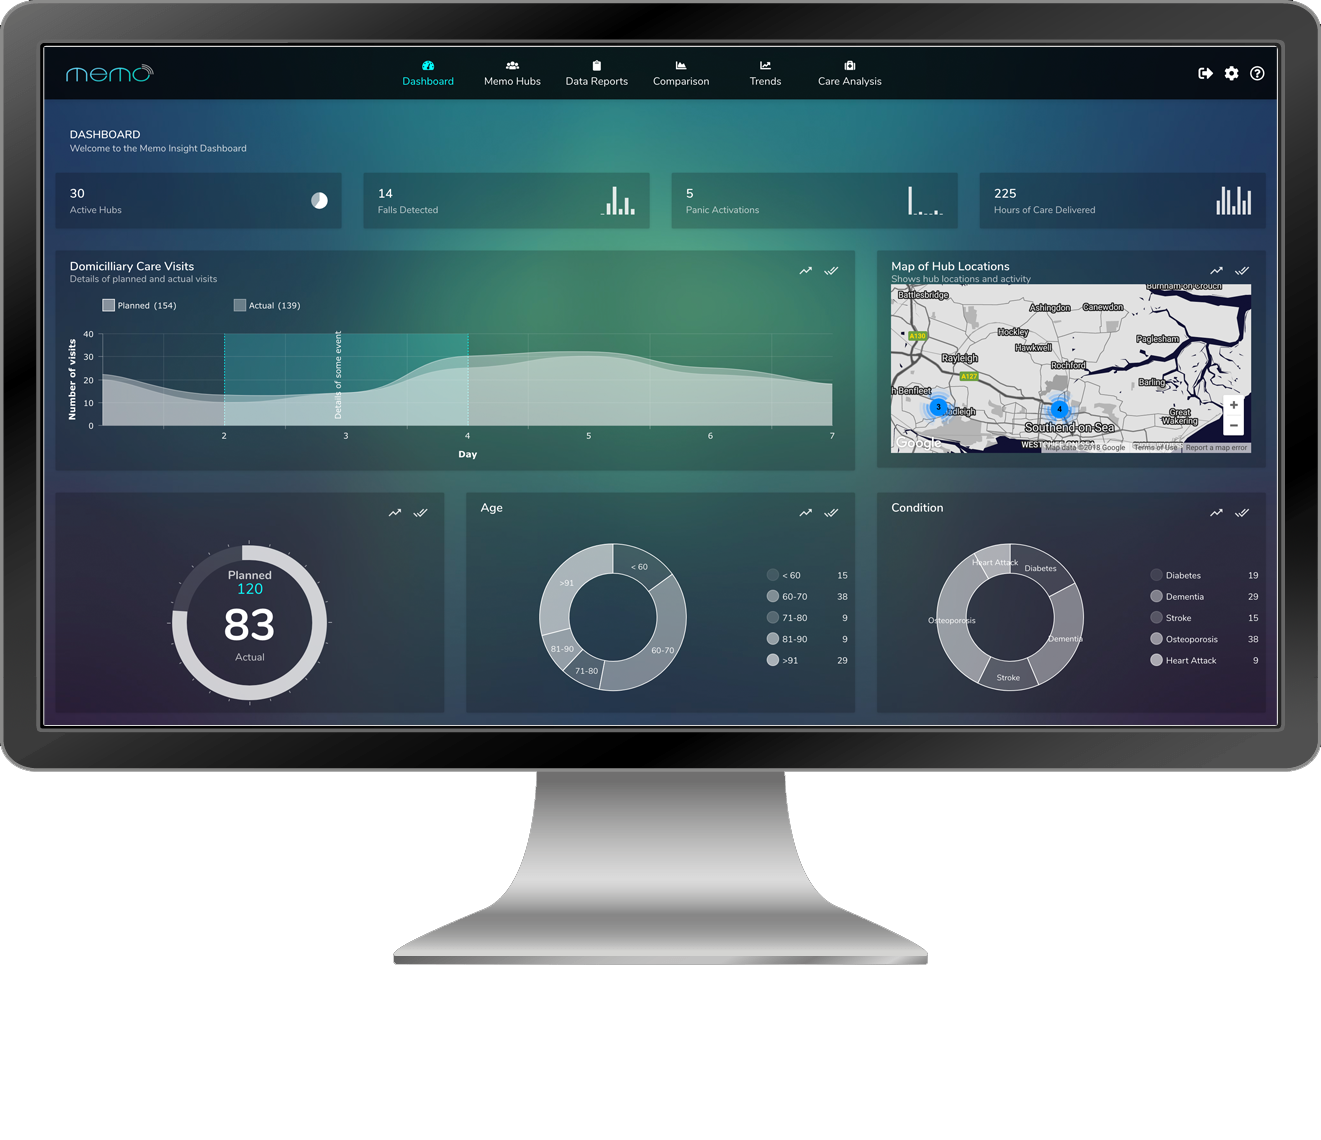 memo
Dashboard
Memo Hubs
Data Reports
Comparison
Trends
Care Analysis
DASHBOARD
Welcome to the Memo Insight Dashboard
30
Active Hubs
14
Falls Detected
5
Panic Activations
225
Hours of Care Delivered
Domicilliary Care Visits
Details of planned and actual visits
Planned (154)
Actual (139)
Number of visits
40
30
20
10
0
Details of some event
2
3
4
5
6
7
Day
Map of Hub Locations
Shows hub locations and activity
Battlesbridge
Burnham-on-Crouch
Ashingdon
Canewdon
A130
Hockley
Hawkwell
Paglesham
Rayleigh
Rochford
A127
Barling
h Benfleet
3
adleigh
4
Great
Wakering
Southend-on-Sea
+
−
Google
Map data ©2018 Google
Terms of Use
Report a map error
Planned
120
83
Actual
Age
< 60
60-70
71-80
81-90
>91
< 60 15
60-70 38
71-80 9
81-90 9
>91 29
Condition
Heart Attack
Diabetes
Osteoporosis
Dementia
Stroke
Diabetes 19
Dementia 29
Stroke 15
Osteoporosis 38
Heart Attack 9